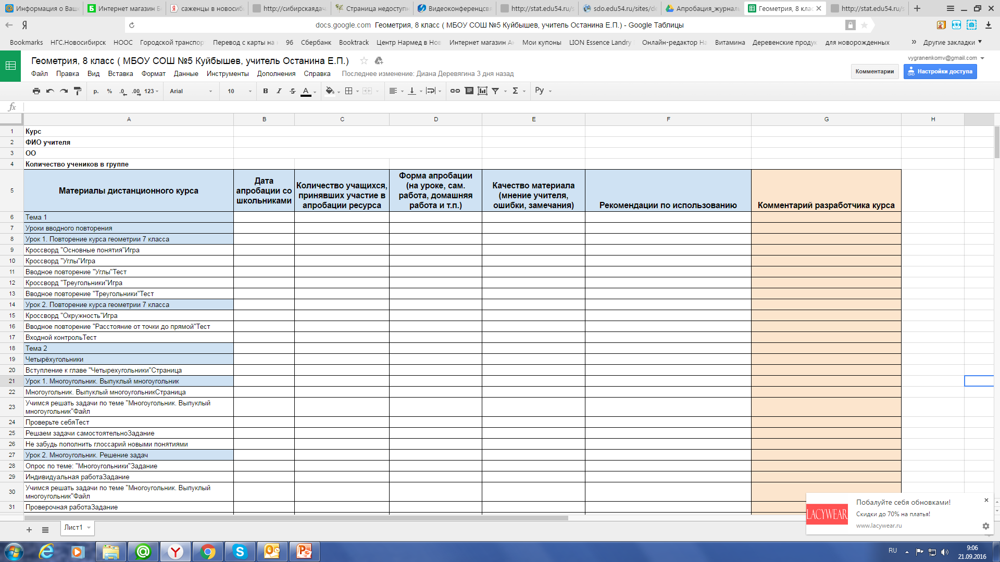 Информация о Ваше
Интернет магазин Б
саженцы в новосиб
http://сибирскаядач
Страница недоступн
Видеоконференцсвя
http://stat.edu54.ru/s
sdo.edu54.ru/sites/de
Апробация_журналь
Геометрия, 8 клас
http://stat.edu54.ru/s
docs.google.com Геометрия, 8 класс ( МБОУ СОШ №5 Куйбышев, учитель Останина Е.П.) - Google Таблицы
Bookmarks НГС.Новосибирск НООС Городской транспор Перевод с карты на 96 Сбербанк Booktrack Центр Нармед в Нов Интернет магазин Ан Мои купоны LION Essence Landry Онлайн-редактор На Витамина Деревенские продук для новорожденных » Другие закладки
Геометрия, 8 класс ( МБОУ СОШ №5 Куйбышев, учитель Останина Е.П.)
vygranenkomv@gmail.com
Файл Правка Вид Вставка Формат Данные Инструменты Дополнения Справка Последнее изменение: Диана Деревягина 3 дня назад
Комментарии Настройки доступа
р. % .0 .00 123 Arial 10 B I S A Σ Ру
fx
A B C D E F G H
1 Курс
2 ФИО учителя
3 ОО
4 Количество учеников в группе
5 Материалы дистанционного курса
Дата апробации со школьниками
Количество учащихся, принявших участие в апробации ресурса
Форма апробации (на уроке, сам. работа, домашняя работа и т.п.)
Качество материала (мнение учителя, ошибки, замечания)
Рекомендации по использованию
Комментарий разработчика курса
6 Тема 1
7 Уроки вводного повторения
8 Урок 1. Повторение курса геометрии 7 класса
9 Кроссворд "Основные понятия"Игра
10 Кроссворд "Углы"Игра
11 Вводное повторение "Углы"Тест
12 Кроссворд "Треугольники"Игра
13 Вводное повторение "Треугольники"Тест
14 Урок 2. Повторение курса геометрии 7 класса
15 Кроссворд "Окружность"Игра
16 Вводное повторение "Расстояние от точки до прямой"Тест
17 Входной контрольТест
18 Тема 2
19 Четырёхугольники
20 Вступление к главе "Четырехугольники"Страница
21 Урок 1. Многоугольник. Выпуклый многоугольник
22 Многоугольник. Выпуклый многоугольникСтраница
23 Учимся решать задачи по теме "Многоугольник. Выпуклый
многоугольник"Файл
24 Проверьте себяТест
25 Решаем задачи самостоятельноЗадание
26 Не забудь пополнить глоссарий новыми понятиями
27 Урок 2. Многоугольник. Решение задач
28 Опрос по теме: "Многоугольники"Задание
29 Индивидуальная работаЗадание
30 Учимся решать задачи по теме "Многоугольник. Выпуклый
многоугольник"Файл
31 Проверочная работаЗадание
LACYWEAR
Побалуйте себя обновками!
Скидки до 70% на платья!
www.lacywear.ru
Лист1
RU
9:06
21.09.2016